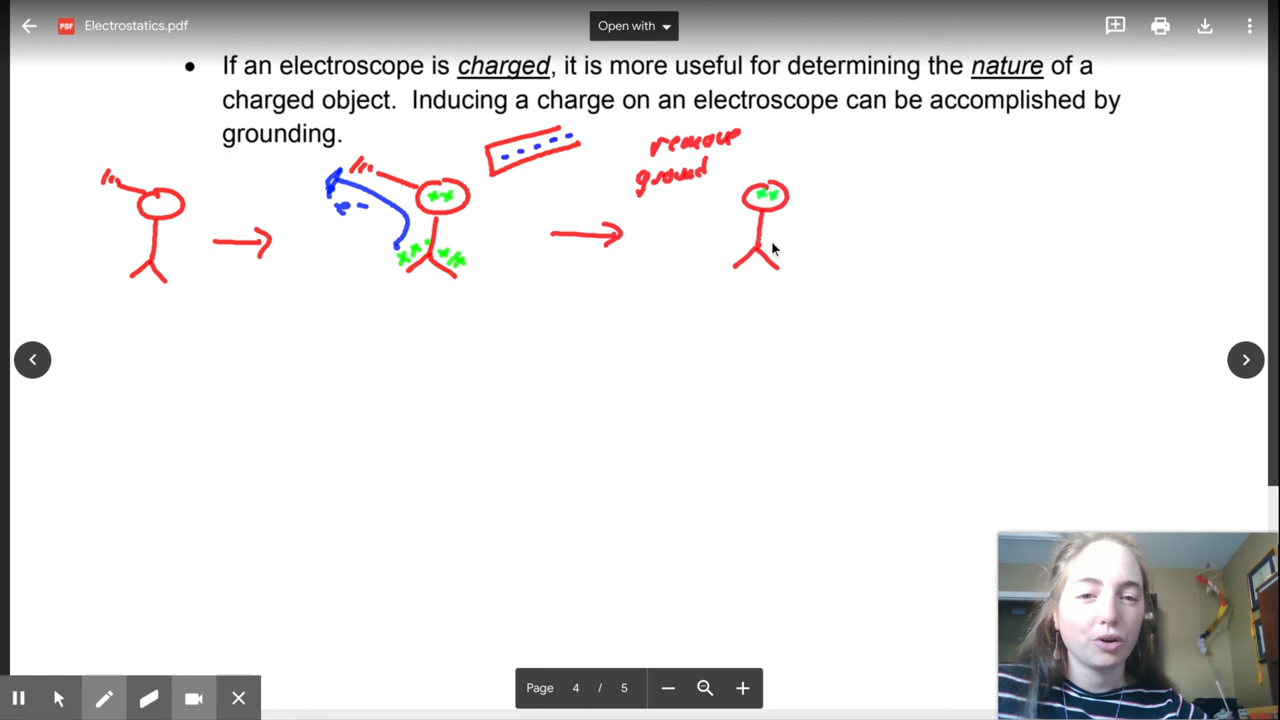 PDF Electrostatics.pdf
Open with
• If an electroscope is charged, it is more useful for determining the nature of a
charged object. Inducing a charge on an electroscope can be accomplished by
grounding.
remove
ground
e-
Page 4 / 5